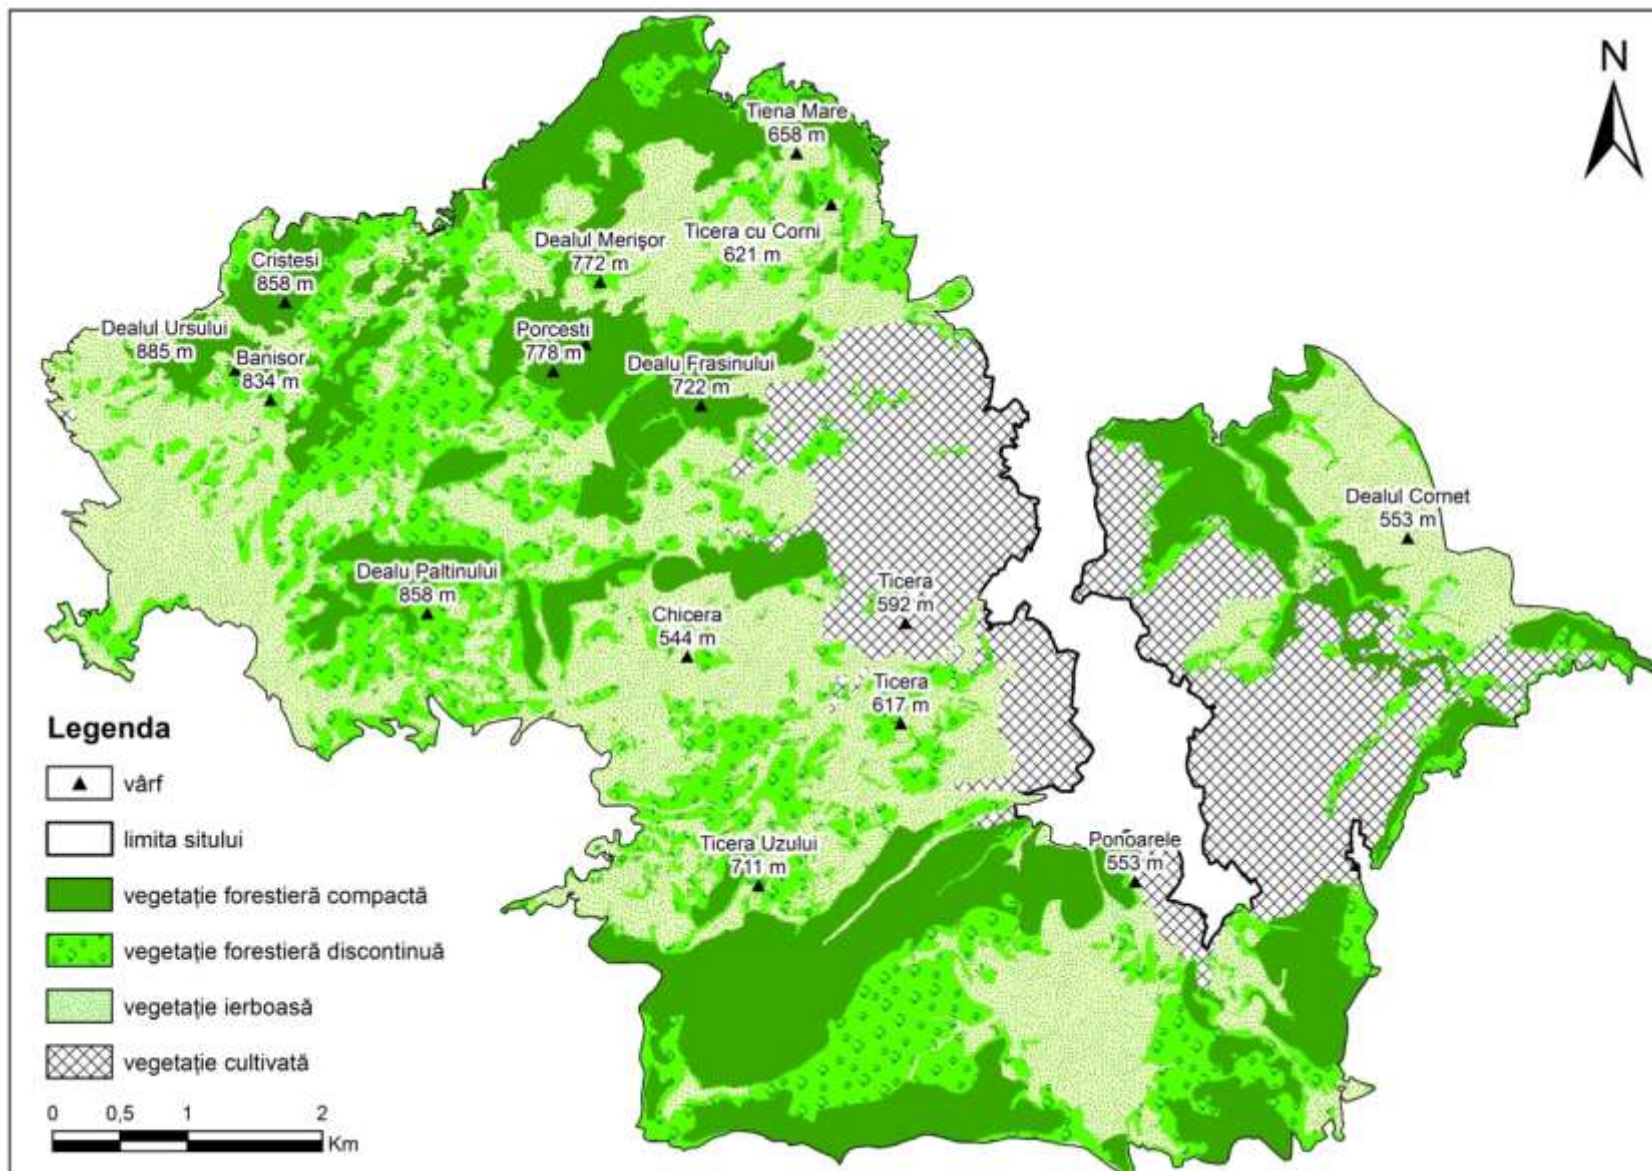 N
Tiena Mare
658 m
Ticera cu Corni
621 m
Dealul Merişor
772 m
Cristesi
858 m
Dealul Ursului
885 m
Banisor
834 m
Porcesti
778 m
Dealu Frasinului
722 m
Dealul Cornet
553 m
Dealu Paltinului
858 m
Ticera
592 m
Chicera
544 m
Ticera
617 m
Ticera Uzului
711 m
Ponoarele
553 m
Legenda
vârf
limita sitului
vegetație forestieră compactă
vegetație forestieră discontinuă
vegetație ierboasă
vegetație cultivată
0 0,5 1 2
Km